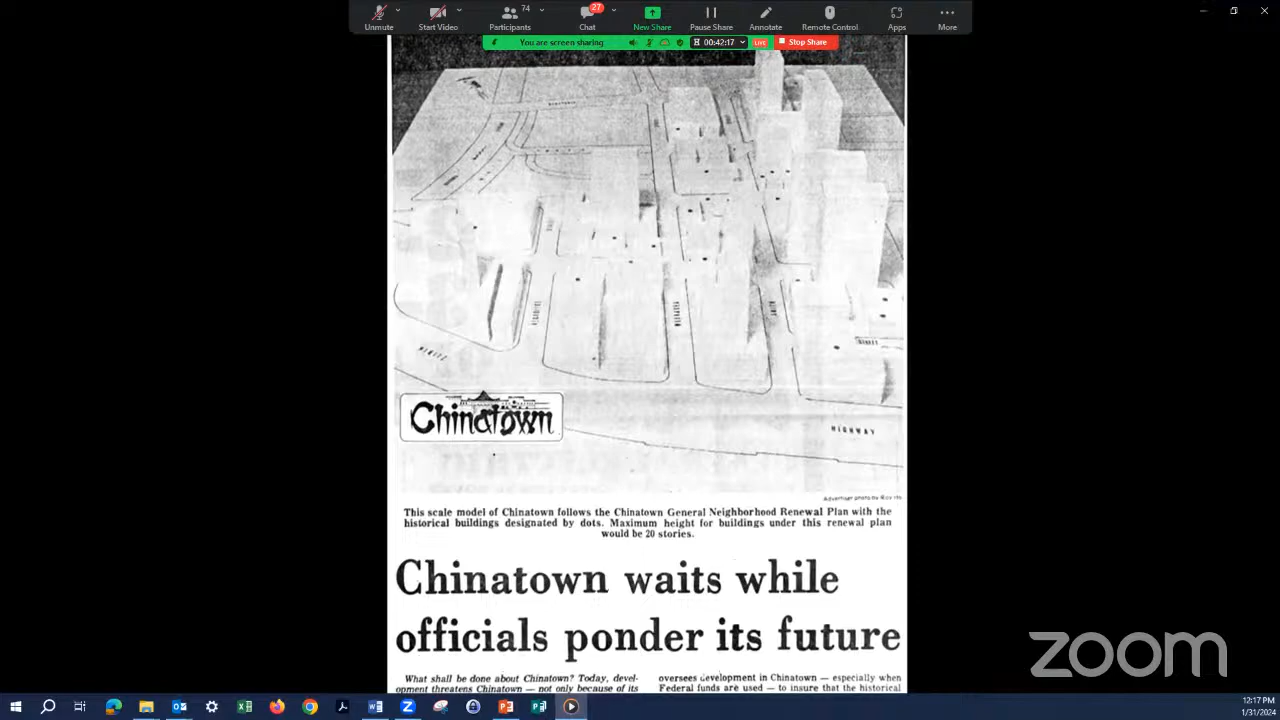 Unmute
Start Video
74
Participants
27
Chat
New Share
Pause Share
Annotate
Remote Control
Apps
More
You are screen sharing
00:42:17
LIVE
Stop Share
Chinatown
HIGHWAY
This scale model of Chinatown follows the Chinatown General Neighborhood Renewal Plan with the
historical buildings designated by dots. Maximum height for buildings under this renewal plan
would be 20 stories.
Chinatown waits while
officials ponder its future
What shall be done about Chinatown? Today, devel-
opment threatens Chinatown — not only because of its
oversees development in Chinatown — especially when
Federal funds are used — to insure that the historical
zoom
12:17 PM
1/31/2024